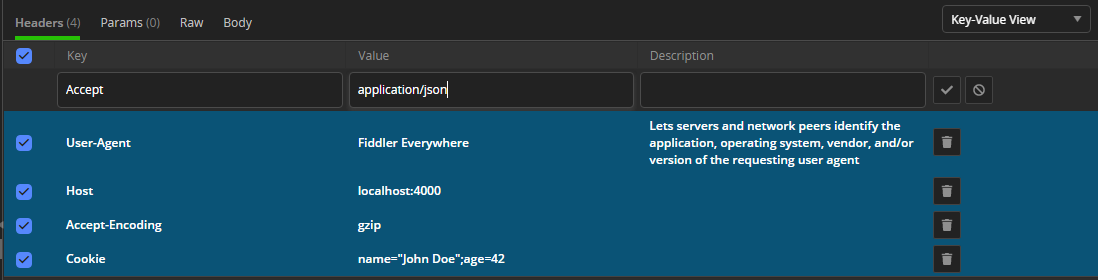 Headers (4) Params (0) Raw Body Key-Value View
Key Value Description
Accept application/json
Lets servers and network peers identify the
User-Agent Fiddler Everywhere application, operating system, vendor, and/or
version of the requesting user agent
Host localhost:4000
Accept-Encoding gzip
Cookie name="John Doe";age=42